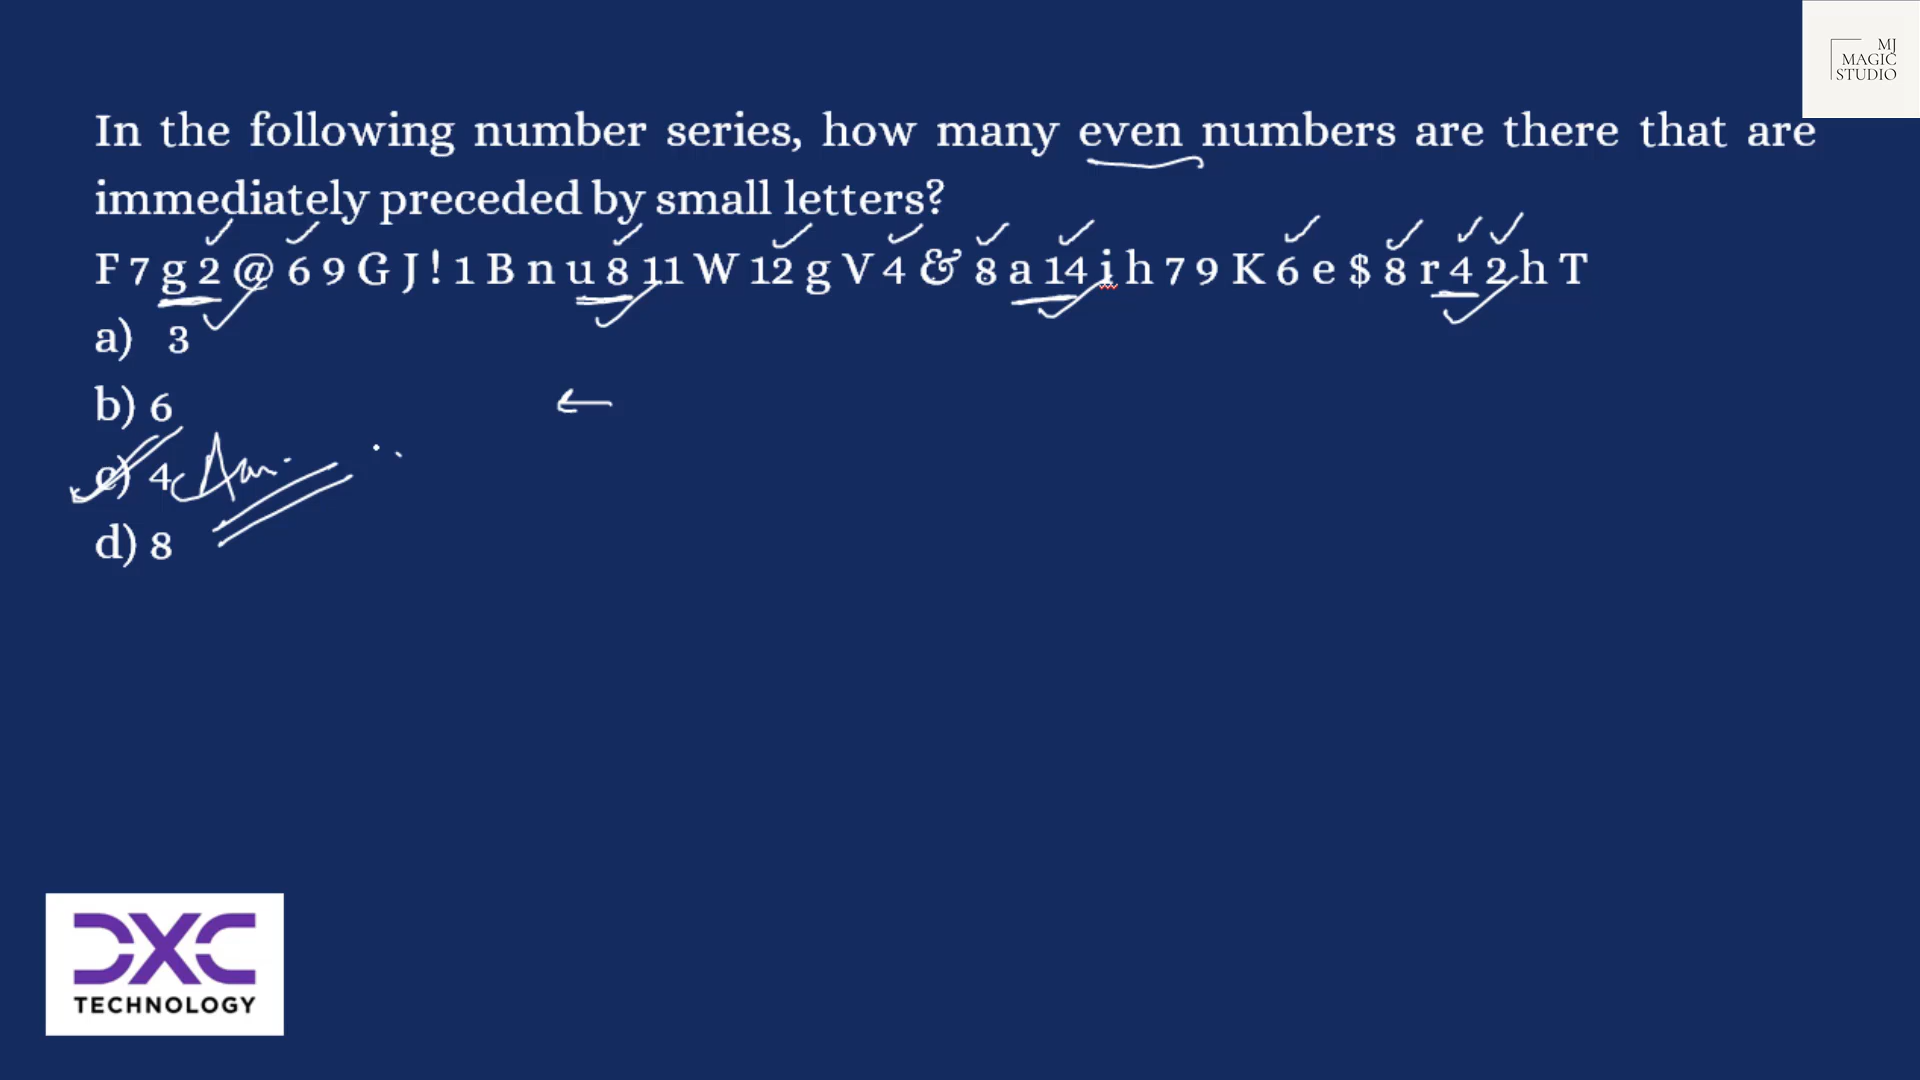 MJ
MAGIC
STUDIO
In the following number series, how many even numbers are there that are
immediately preceded by small letters?
F 7 g 2 @ 6 9 G J ! 1 B n u 8 11 W 12 g V 4 & 8 a 14 i h 7 9 K 6 e $ 8 r 4 2 h T
a) 3
b) 6
c) 4 Ans.
d) 8
DXC
TECHNOLOGY